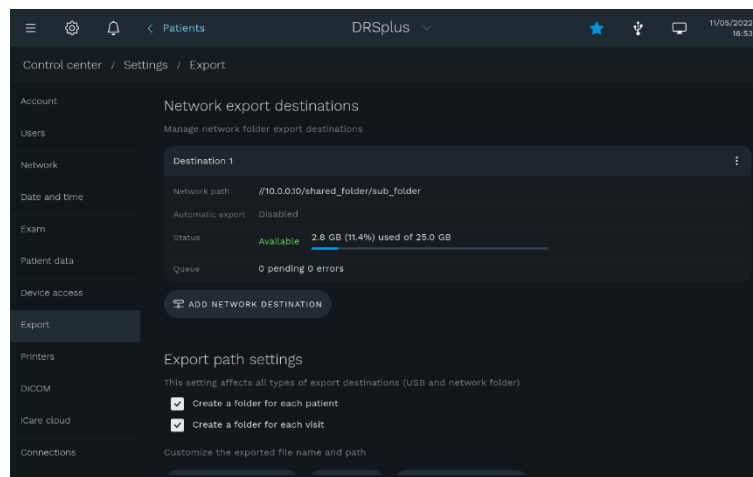 Patients
DRSplus
11/05/2022
16:53
Control center / Settings / Export
Account
Users
Network
Date and time
Exam
Patient data
Device access
Export
Printers
DICOM
iCare cloud
Connections
Network export destinations
Manage network folder export destinations
Destination 1
Network path //10.0.0.10/shared_folder/sub_folder
Automatic export Disabled
Status Available 2.8 GB (11.4%) used of 25.0 GB
Queue 0 pending 0 errors
ADD NETWORK DESTINATION
Export path settings
This setting affects all types of export destinations (USB and network folder)
Create a folder for each patient
Create a folder for each visit
Customize the exported file name and path